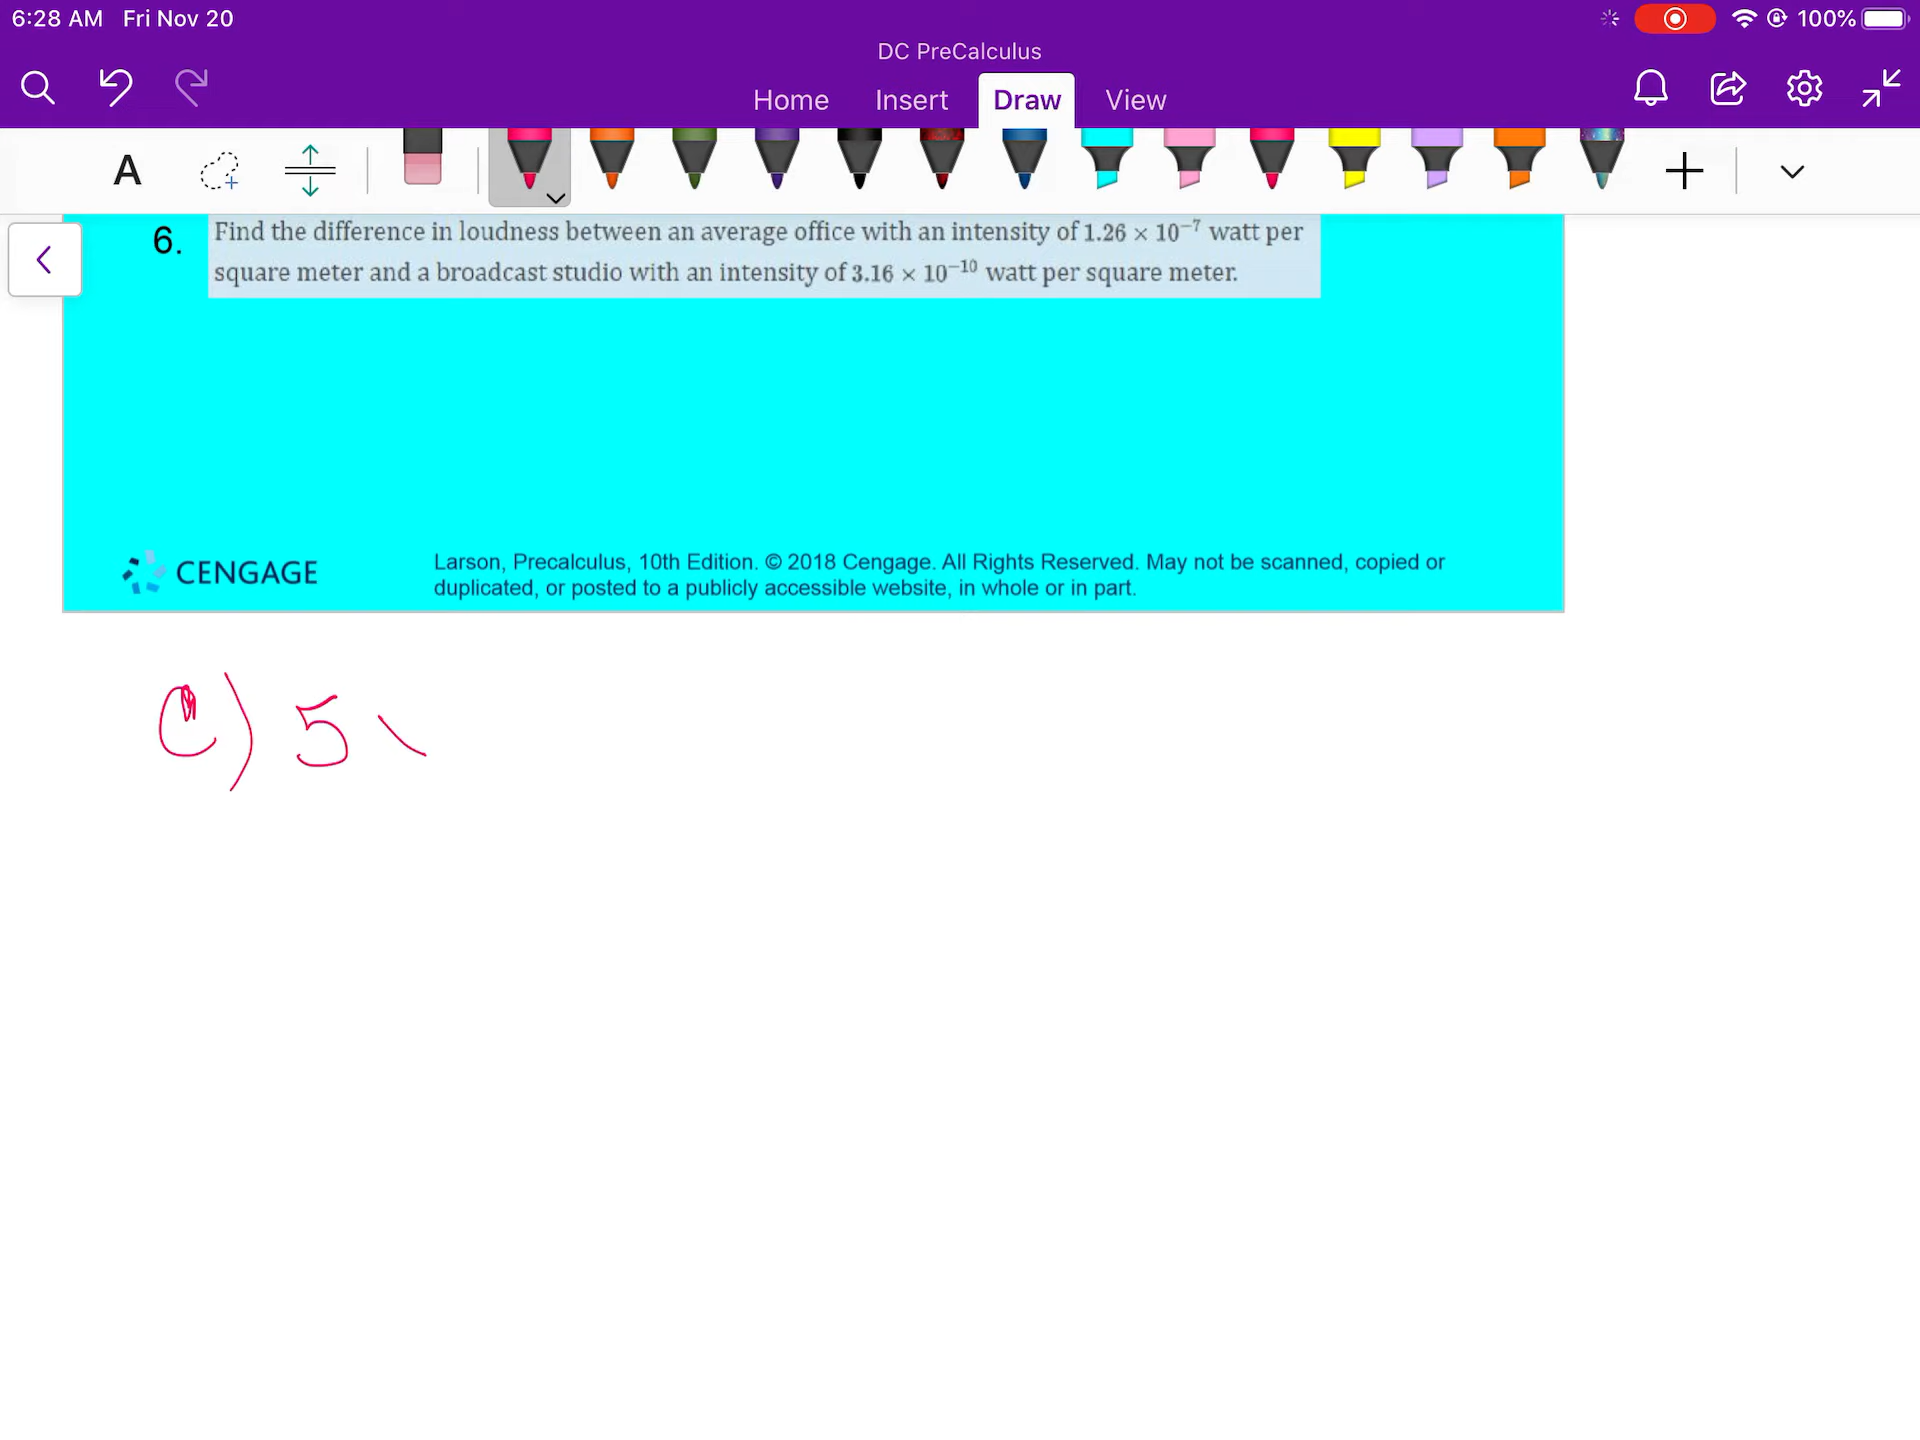 6:28 AM Fri Nov 20
100%
DC PreCalculus
Home Insert Draw View
A
6. Find the difference in loudness between an average office with an intensity of 1.26 × 10⁻⁷ watt per
square meter and a broadcast studio with an intensity of 3.16 × 10⁻¹⁰ watt per square meter.
CENGAGE
Larson, Precalculus, 10th Edition. © 2018 Cengage. All Rights Reserved. May not be scanned, copied or
duplicated, or posted to a publicly accessible website, in whole or in part.
C) 5